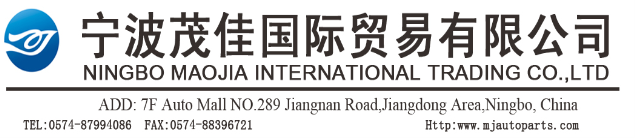 宁波茂佳国际贸易有限公司
NINGBO MAOJIA INTERNATIONAL TRADING CO.,LTD
ADD: 7F Auto Mall NO.289 Jiangnan Road,Jiangdong Area,Ningbo, China
TEL:0574-87994086 FAX:0574-88396721 Http:www.mjautoparts.com